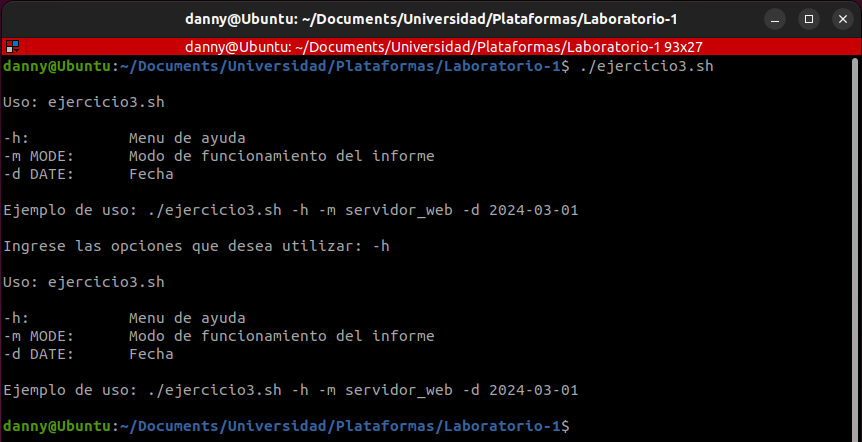 danny@Ubuntu: ~/Documents/Universidad/Plataformas/Laboratorio-1
danny@Ubuntu: ~/Documents/Universidad/Plataformas/Laboratorio-1 93x27
danny@Ubuntu:~/Documents/Universidad/Plataformas/Laboratorio-1$ ./ejercicio3.sh
Uso: ejercicio3.sh
-h: Menu de ayuda
-m MODE: Modo de funcionamiento del informe
-d DATE: Fecha
Ejemplo de uso: ./ejercicio3.sh -h -m servidor_web -d 2024-03-01
Ingrese las opciones que desea utilizar: -h
Uso: ejercicio3.sh
-h: Menu de ayuda
-m MODE: Modo de funcionamiento del informe
-d DATE: Fecha
Ejemplo de uso: ./ejercicio3.sh -h -m servidor_web -d 2024-03-01
danny@Ubuntu:~/Documents/Universidad/Plataformas/Laboratorio-1$